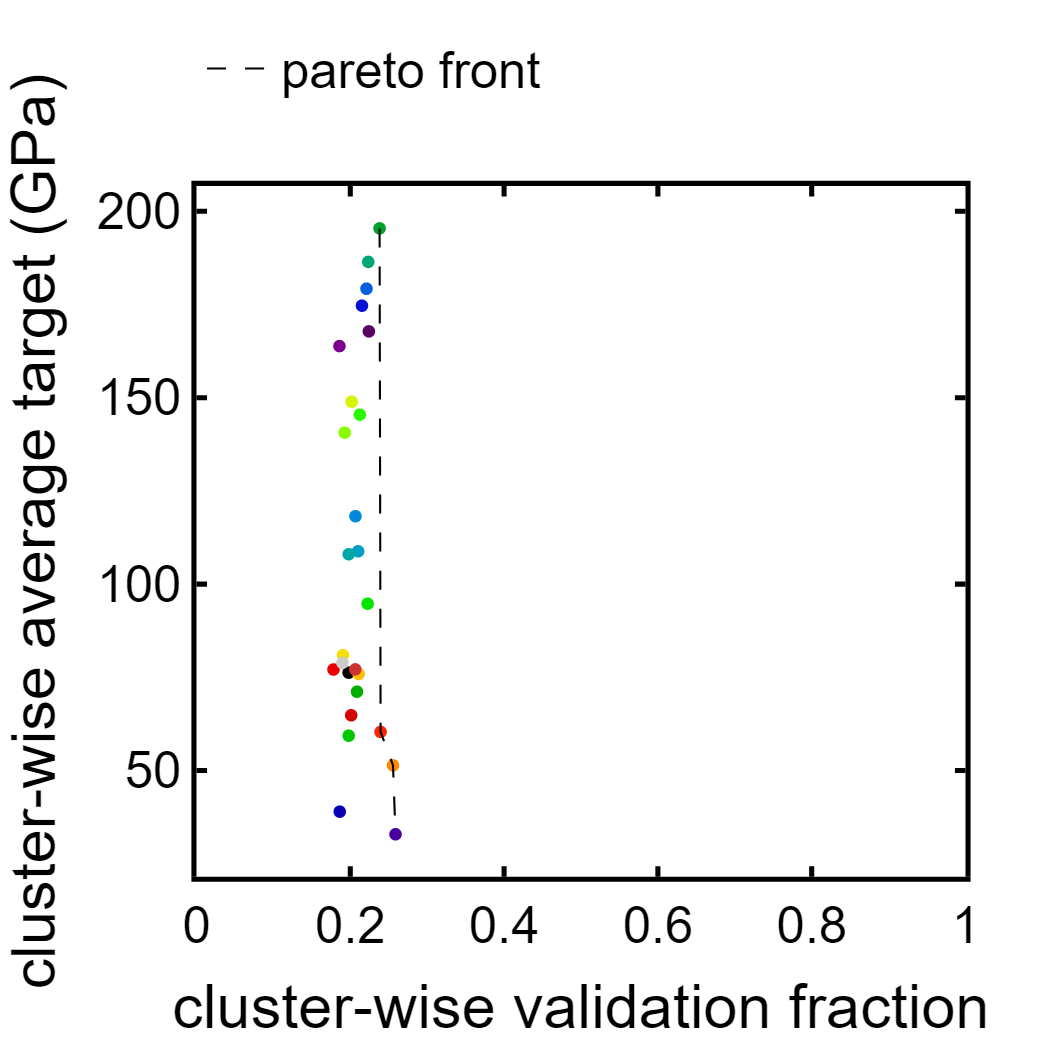 pareto front
cluster-wise average target (GPa)
200
150
100
50
0 0.2 0.4 0.6 0.8 1
cluster-wise validation fraction